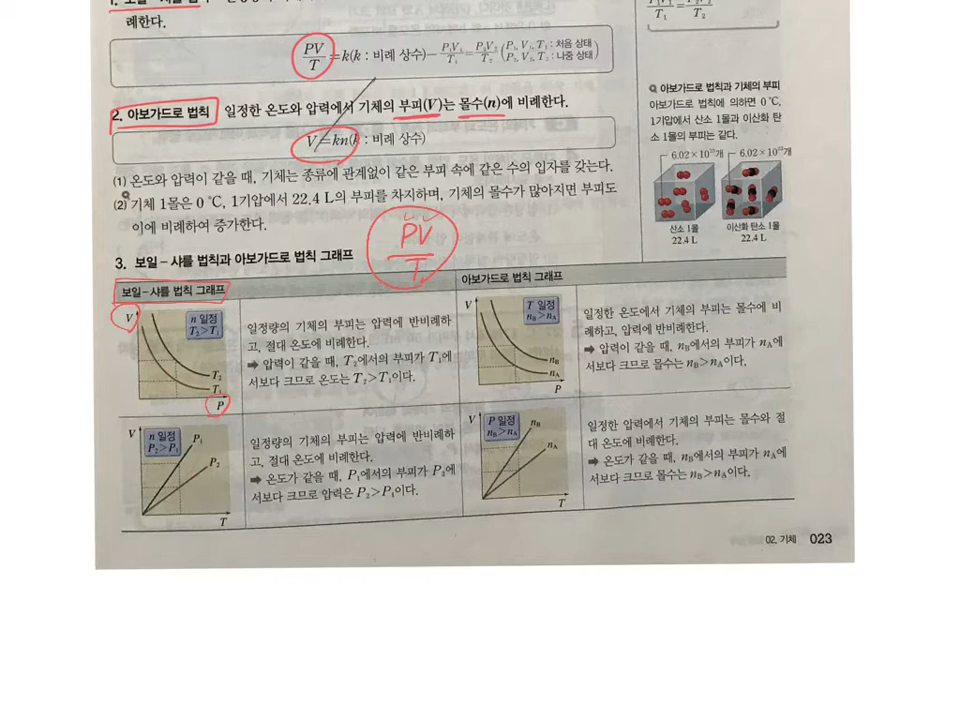 례한다.
PV/T = k(k : 비례 상수) − P₁V₁/T₁ = P₂V₂/T₂ (P₁, V₁, T₁ : 처음 상태
P₂, V₂, T₂ : 나중 상태)
T₁ = T₂
2. 아보가드로 법칙 일정한 온도와 압력에서 기체의 부피(V)는 몰수(n)에 비례한다.
V=kn(k : 비례 상수)
(1) 온도와 압력이 같을 때, 기체는 종류에 관계없이 같은 부피 속에 같은 수의 입자를 갖는다.
(2) 기체 1몰은 0 ℃, 1기압에서 22.4 L의 부피를 차지하며, 기체의 몰수가 많아지면 부피도
이에 비례하여 증가한다.
PV/T
아보가드로 법칙과 기체의 부피
아보가드로 법칙에 의하면 0 ℃,
1기압에서 산소 1몰과 이산화 탄
소 1몰의 부피는 같다.
6.02×10²³개 6.02×10²³개
산소 1몰 이산화 탄소 1몰
22.4 L 22.4 L
3. 보일-샤를 법칙과 아보가드로 법칙 그래프
보일-샤를 법칙 그래프
V
n 일정
T₂>T₁
T₂
T₁
P
일정량의 기체의 부피는 압력에 반비례하
고, 절대 온도에 비례한다.
➡ 압력이 같을 때, T₂에서의 부피가 T₁에
서보다 크므로 온도는 T₂>T₁이다.
아보가드로 법칙 그래프
V
T 일정
nB>nA
nB
nA
P
일정한 온도에서 기체의 부피는 몰수에 비
례하고, 압력에 반비례한다.
➡ 압력이 같을 때, nB에서의 부피가 nA에
서보다 크므로 몰수는 nB>nA이다.
V
n 일정
P₂>P₁
P₁
P₂
T
일정량의 기체의 부피는 압력에 반비례하
고, 절대 온도에 비례한다.
➡ 온도가 같을 때, P₁에서의 부피가 P₂에
서보다 크므로 압력은 P₂>P₁이다.
V
P 일정
nB>nA
nB
nA
T
일정한 압력에서 기체의 부피는 몰수와 절
대 온도에 비례한다.
➡ 온도가 같을 때, nB에서의 부피가 nA에
서보다 크므로 몰수는 nB>nA이다.
02. 기체 023